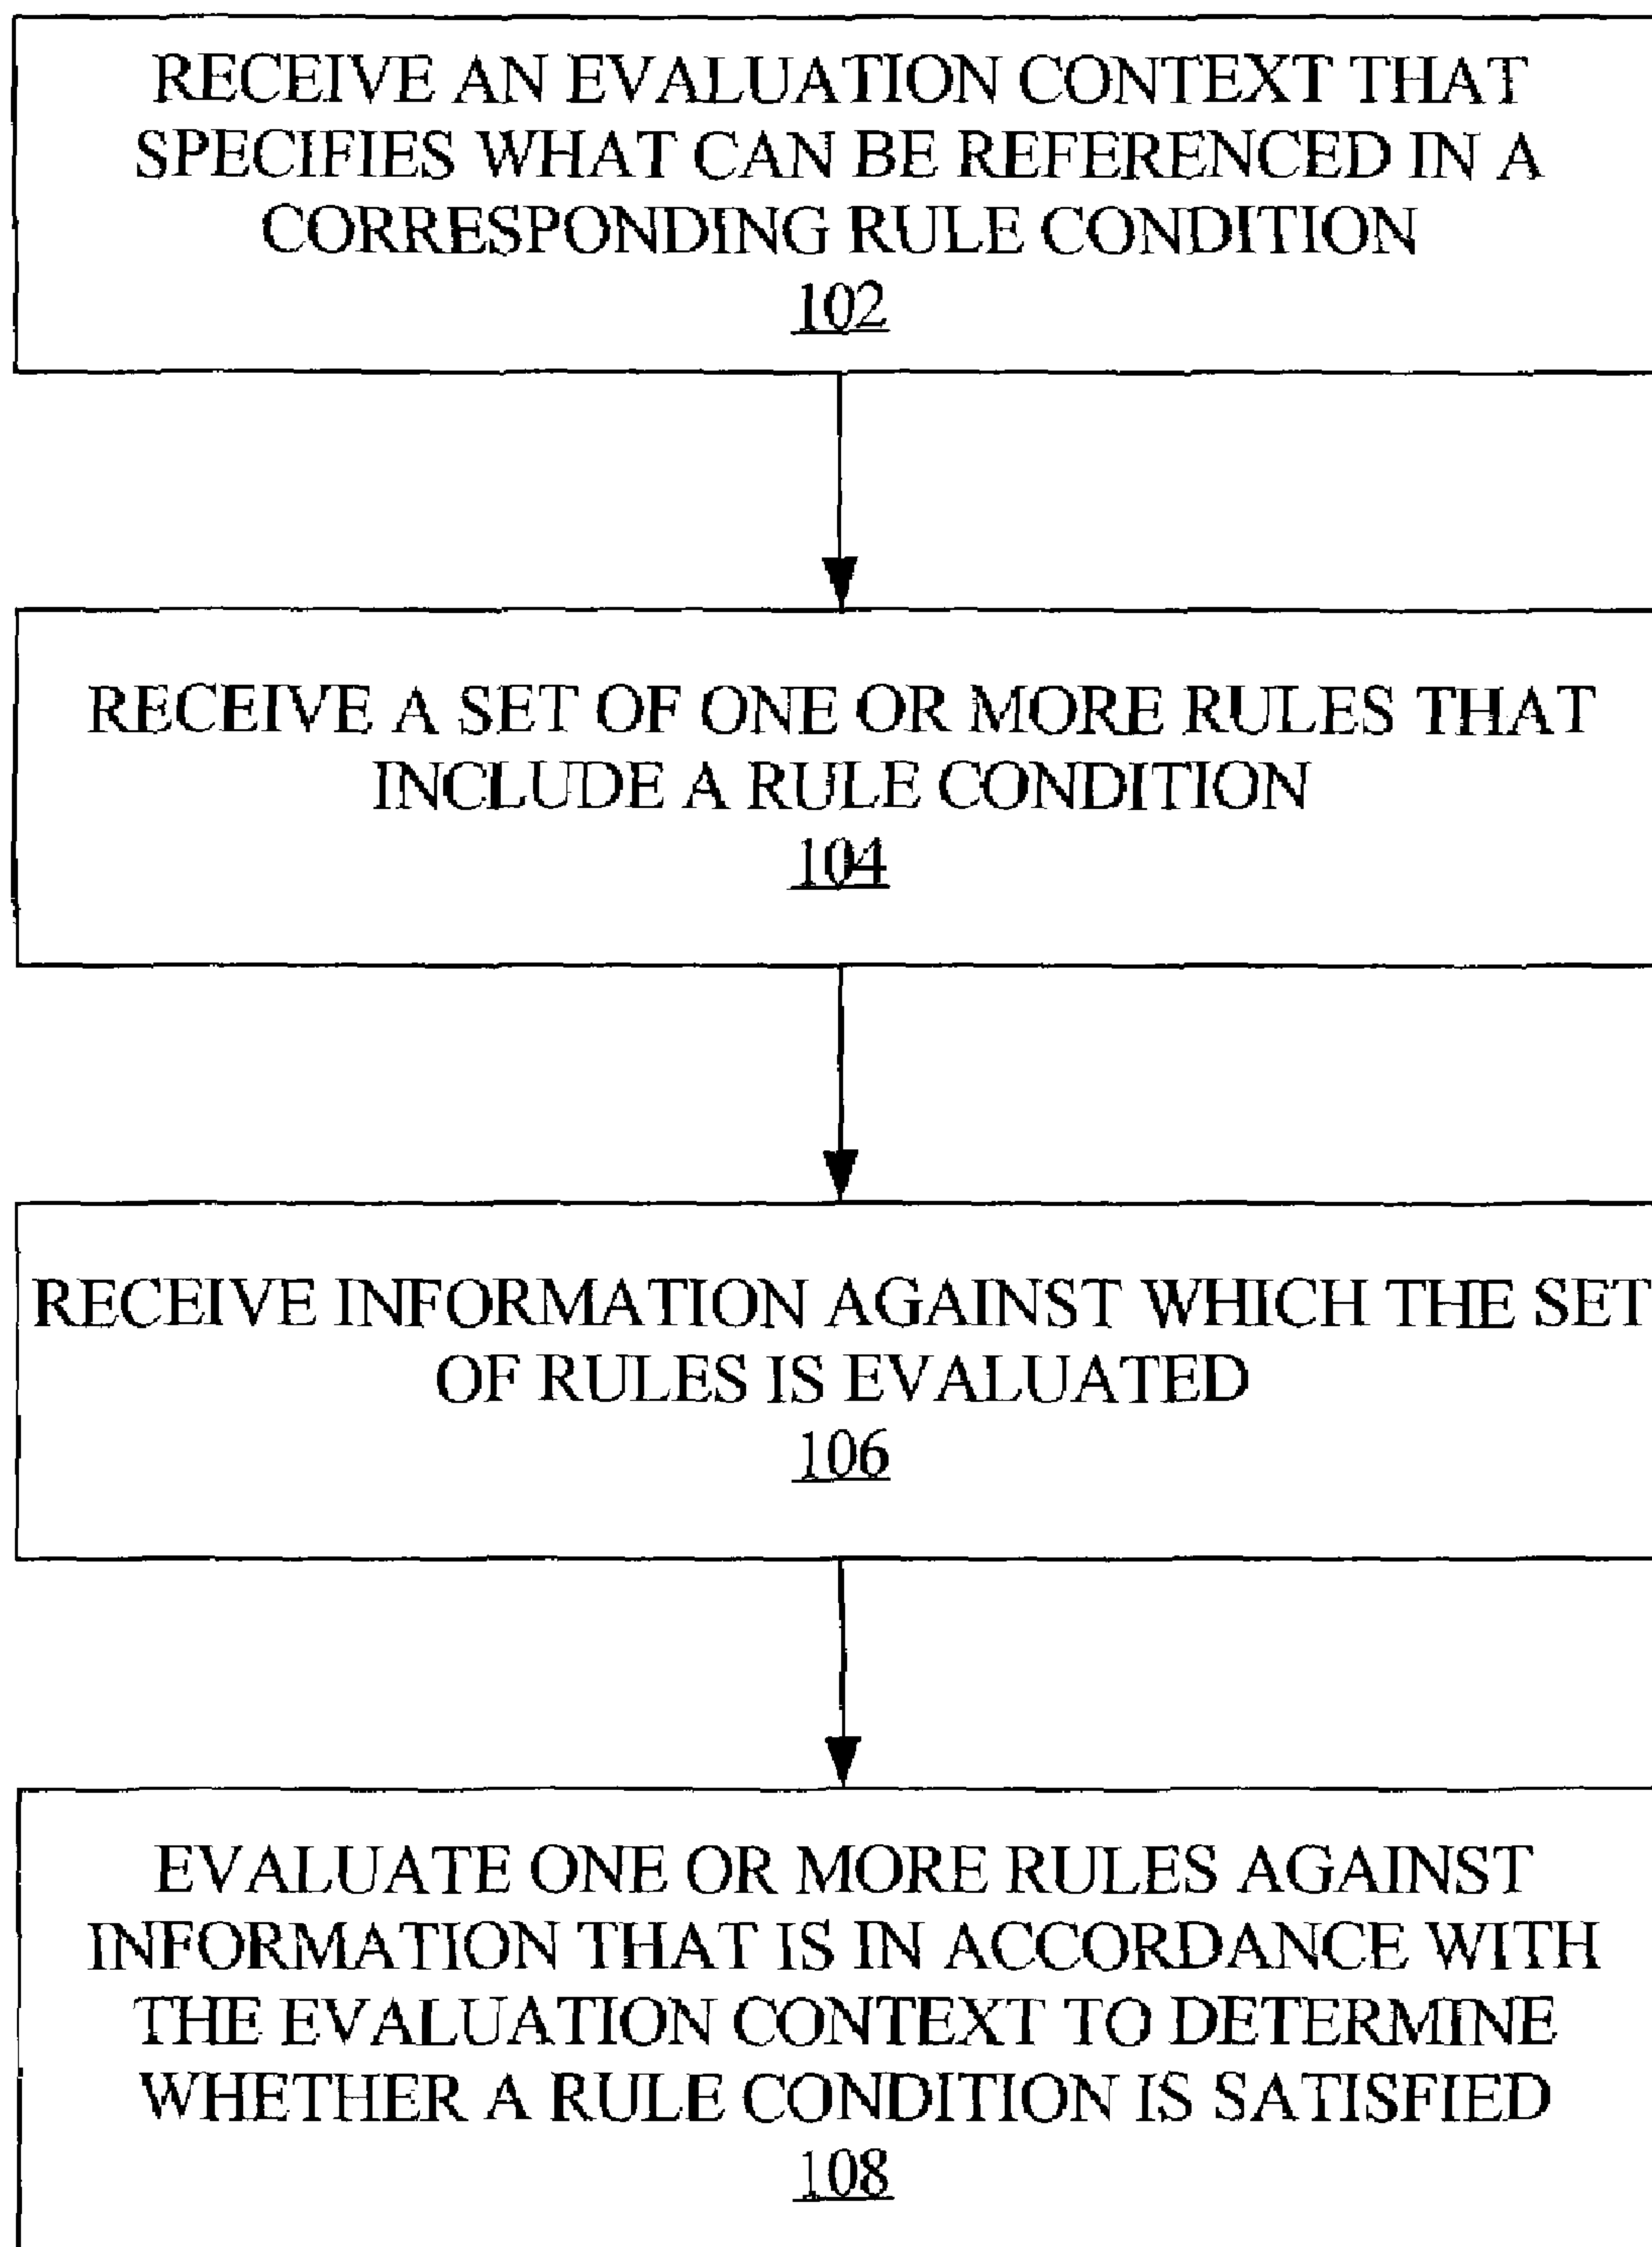 RECEIVE AN EVALUATION CONTEXT THAT
SPECIFIES WHAT CAN BE REFERENCED IN A
CORRESPONDING RULE CONDITION
102
RECEIVE A SET OF ONE OR MORE RULES THAT
INCLUDE A RULE CONDITION
104
RECEIVE INFORMATION AGAINST WHICH THE SET
OF RULES IS EVALUATED
106
EVALUATE ONE OR MORE RULES AGAINST
INFORMATION THAT IS IN ACCORDANCE WITH
THE EVALUATION CONTEXT TO DETERMINE
WHETHER A RULE CONDITION IS SATISFIED
108